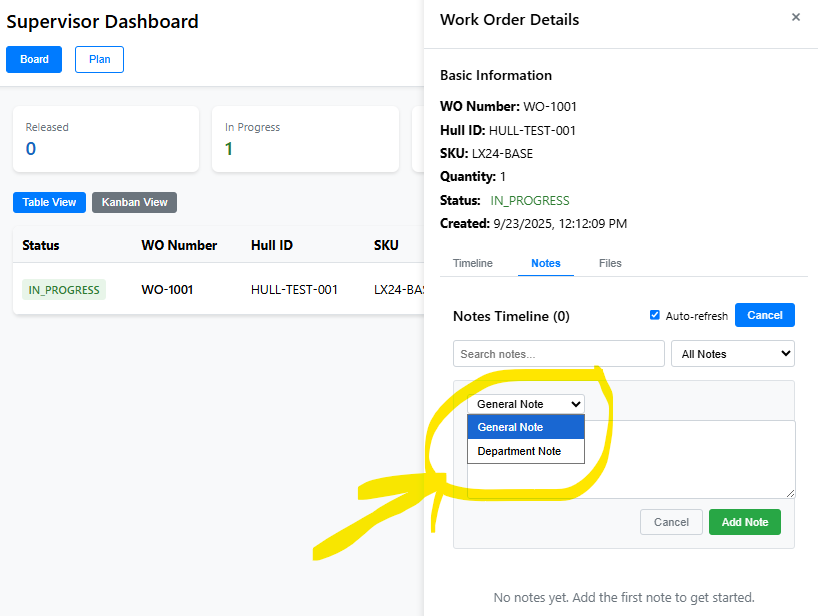 Supervisor Dashboard
Board
Plan
Released
0
In Progress
1
Table View
Kanban View
Status WO Number Hull ID SKU
IN_PROGRESS WO-1001 HULL-TEST-001 LX24-BA
Work Order Details
×
Basic Information
WO Number: WO-1001
Hull ID: HULL-TEST-001
SKU: LX24-BASE
Quantity: 1
Status: IN_PROGRESS
Created: 9/23/2025, 12:12:09 PM
Timeline Notes Files
Notes Timeline (0)
Auto-refresh
Cancel
Search notes...
All Notes
General Note
General Note
Department Note
Cancel
Add Note
No notes yet. Add the first note to get started.